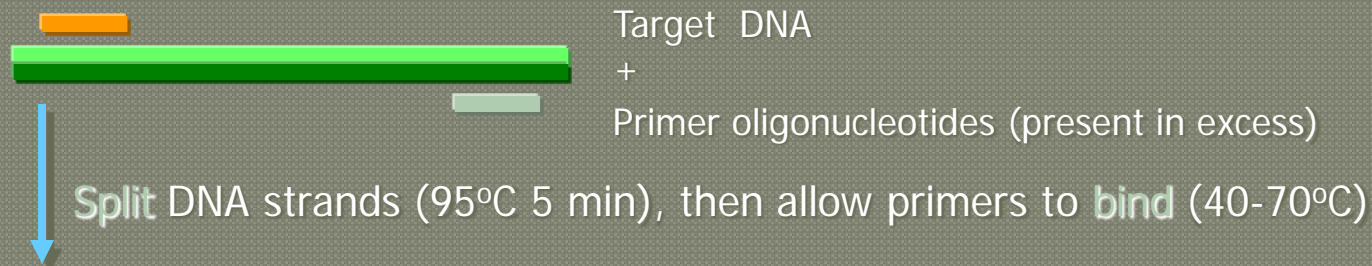 Target DNA
+
Primer oligonucleotides (present in excess)
Split DNA strands (95ºC 5 min), then allow primers to bind (40-70ºC)